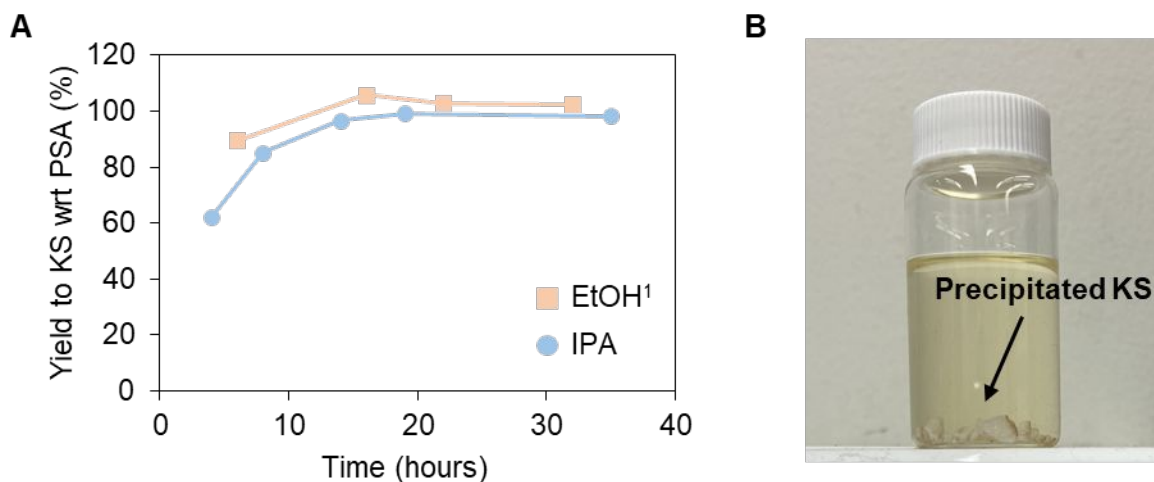 A
B
Yield to KS wrt PSA (%)
120
100
80
60
40
20
0
0 10 20 30 40
Time (hours)
EtOH¹
IPA
Precipitated KS